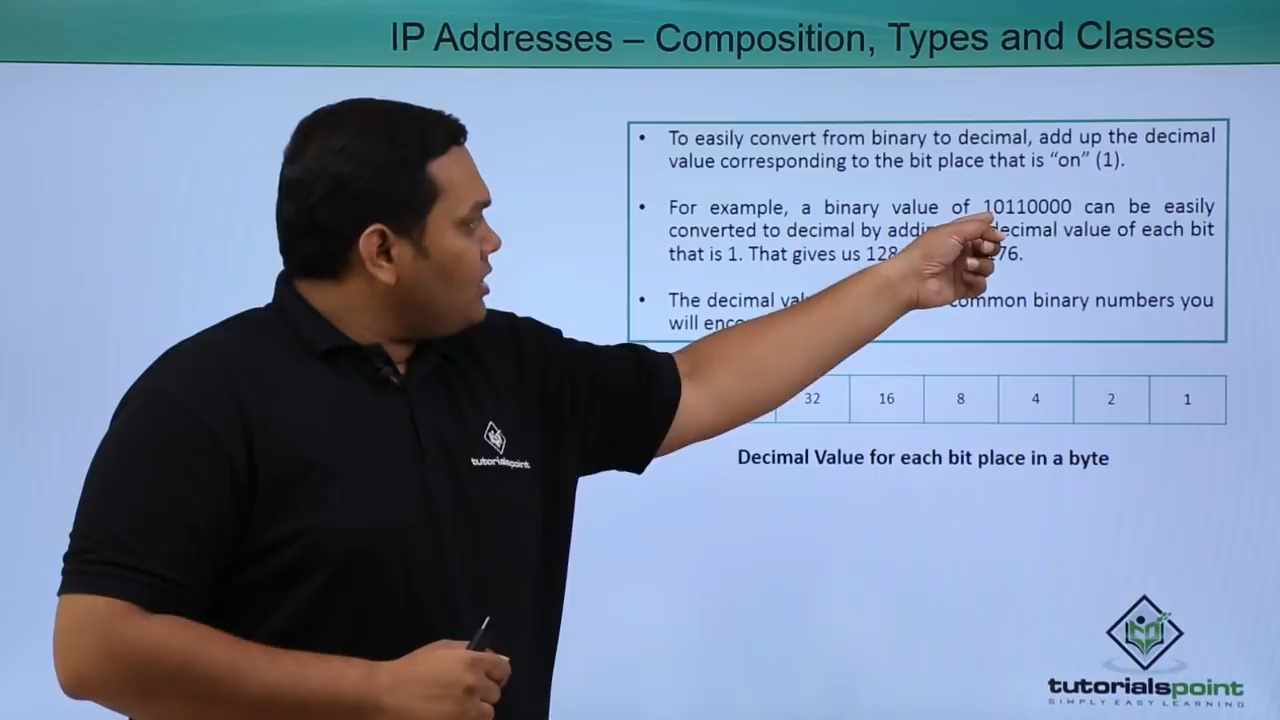 IP Addresses – Composition, Types and Classes
• To easily convert from binary to decimal, add up the decimal
value corresponding to the bit place that is “on” (1).
• For example, a binary value of 10110000 can be easily
converted to decimal by decimal value of each bit
that is 1. That gives us 128 176.
• The decimal common binary numbers you
will
32 16 8 4 2 1
Decimal Value for each bit place in a byte
tutorialspoint
tutorialspoint
SIMPLY EASY LEARNING